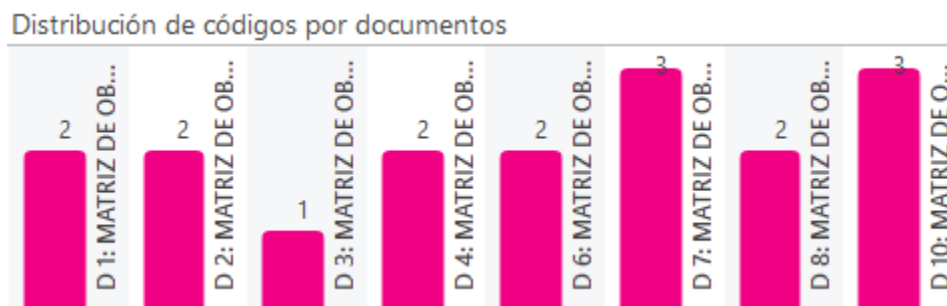 Distribución de códigos por documentos
2
D 1: MATRIZ DE OB...
2
D 2: MATRIZ DE OB...
1
D 3: MATRIZ DE OB...
2
D 4: MATRIZ DE OB...
2
D 6: MATRIZ DE OB...
3
D 7: MATRIZ DE OB...
2
D 8: MATRIZ DE OB...
3
D 10: MATRIZ DE O...